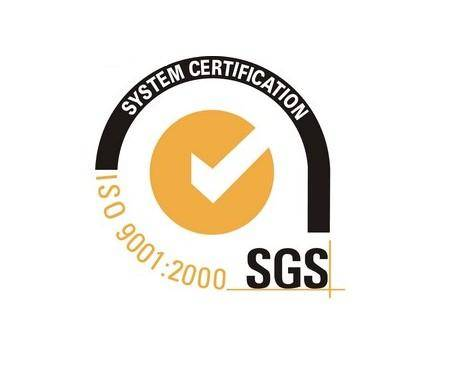 SYSTEM CERTIFICATION
ISO 9001:2000
SGS